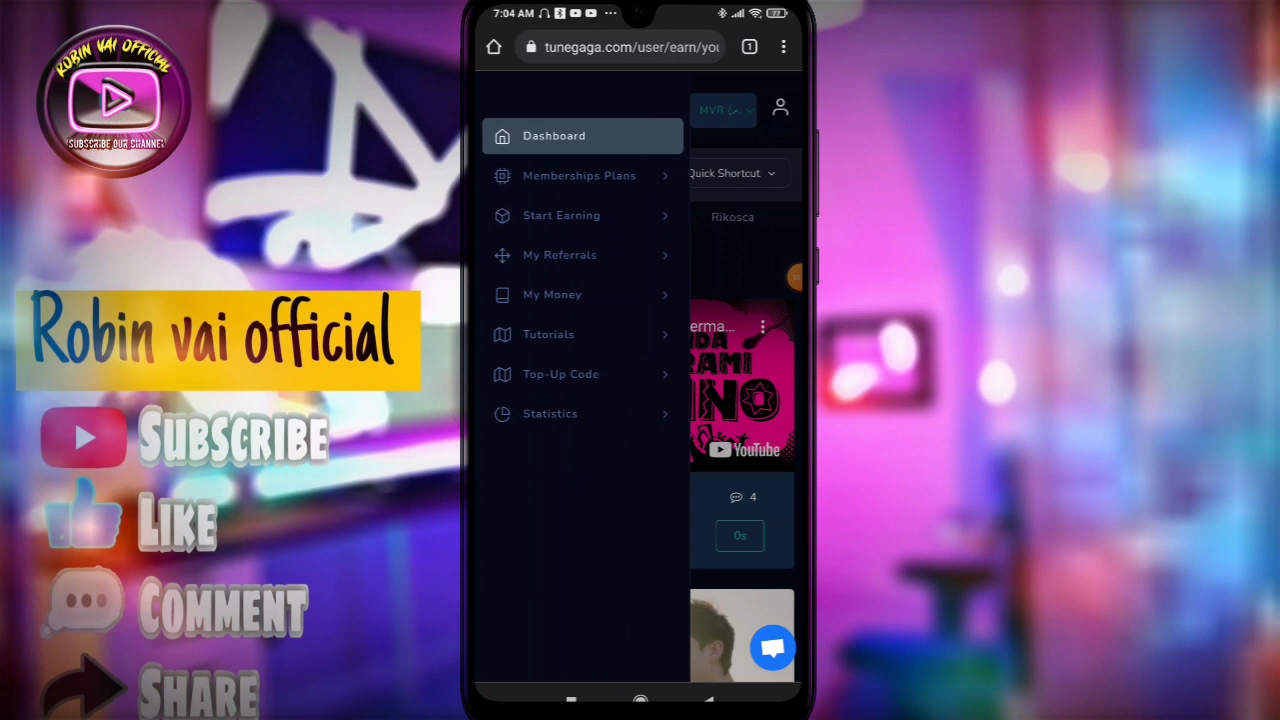 ROBIN VAI OFFICIAL
SUBSCRIBE OUR CHANNEL
Robin vai official
SUBSCRIBE
LIKE
COMMENT
SHARE
7:04 AM
77
tunegaga.com/user/earn/you
1
MVR
Dashboard
Memberships Plans
Quick Shortcut
Start Earning
Rikosca
My Referrals
My Money
erma...
Tutorials
Top-Up Code
Statistics
YouTube
4
0s